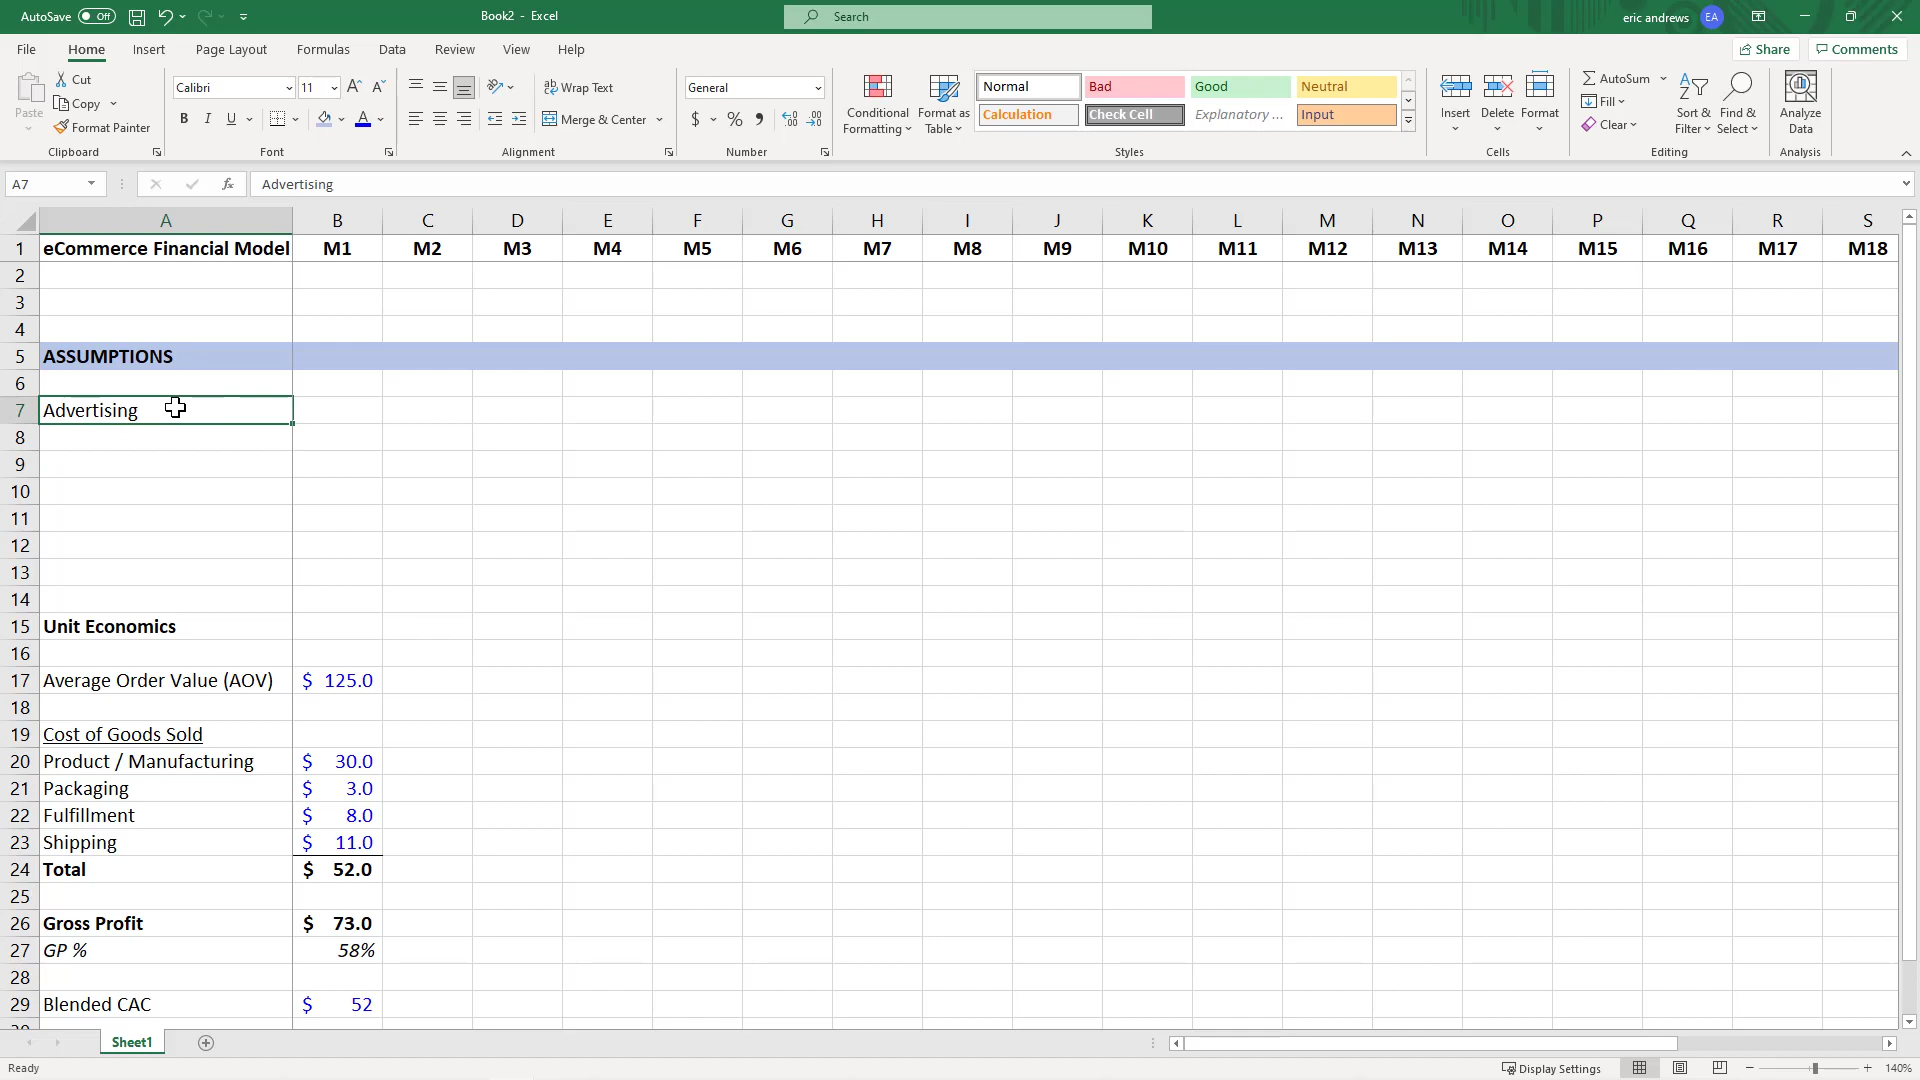 AutoSave Off Book2 - Excel Search eric andrews EA
File Home Insert Page Layout Formulas Data Review View Help Share Comments
Paste Cut Copy Format Painter Clipboard
Calibri 11 A A B I U A Font
Wrap Text Merge & Center Alignment
General $ % 9 Number
Conditional Formatting Format as Table
Normal Bad Good Neutral
Calculation Check Cell Explanatory ... Input
Styles
Insert Delete Format Cells
AutoSum Fill Clear Sort & Filter Find & Select Editing
Analyze Data Analysis
A7 fx Advertising
A B C D E F G H I J K L M N O P Q R S
1 eCommerce Financial Model M1 M2 M3 M4 M5 M6 M7 M8 M9 M10 M11 M12 M13 M14 M15 M16 M17 M18
2
3
4
5 ASSUMPTIONS
6
7 Advertising
8
9
10
11
12
13
14
15 Unit Economics
16
17 Average Order Value (AOV) $ 125.0
18
19 Cost of Goods Sold
20 Product / Manufacturing $ 30.0
21 Packaging $ 3.0
22 Fulfillment $ 8.0
23 Shipping $ 11.0
24 Total $ 52.0
25
26 Gross Profit $ 73.0
27 GP % 58%
28
29 Blended CAC $ 52
Sheet1
Ready Display Settings 140%